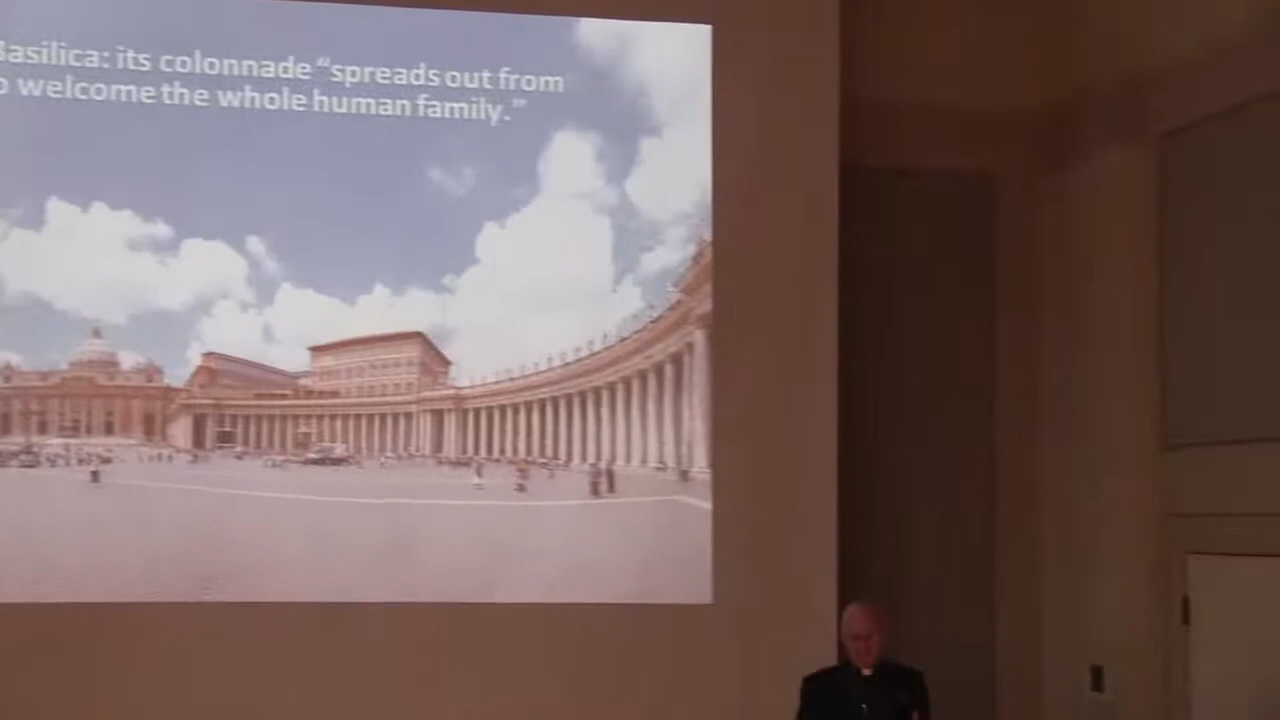 Basilica: its colonnade “spreads out from
welcome the whole human family.”